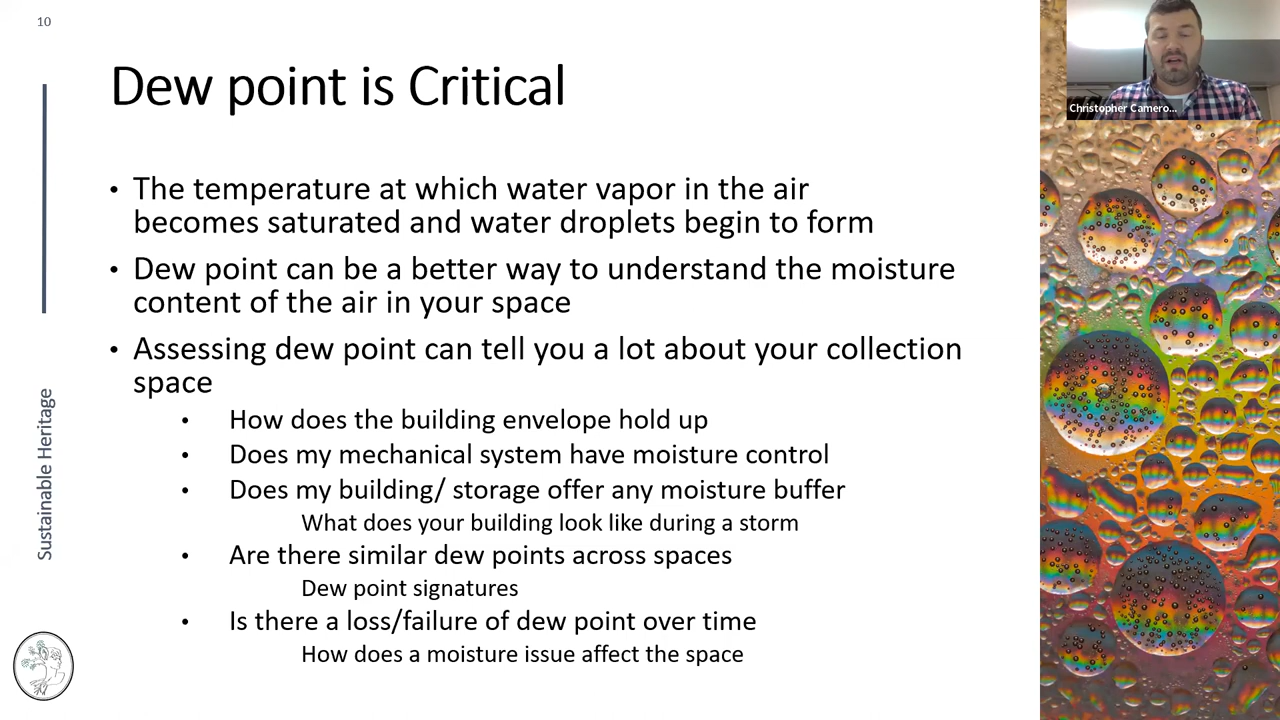 10
Dew point is Critical
Christopher Camero...
• The temperature at which water vapor in the air
becomes saturated and water droplets begin to form
• Dew point can be a better way to understand the moisture
content of the air in your space
• Assessing dew point can tell you a lot about your collection
space
• How does the building envelope hold up
• Does my mechanical system have moisture control
• Does my building/ storage offer any moisture buffer
What does your building look like during a storm
• Are there similar dew points across spaces
Dew point signatures
• Is there a loss/failure of dew point over time
How does a moisture issue affect the space
Sustainable Heritage